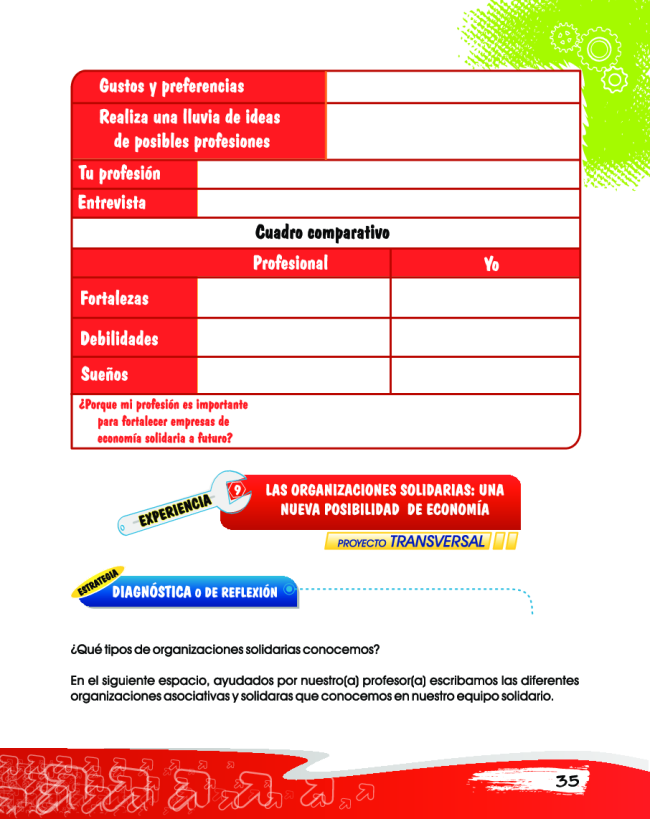 Gustos y preferencias
Realiza una lluvia de ideas
de posibles profesiones
Tu profesión
Entrevista
Cuadro comparativo
Profesional
Yo
Fortalezas
Debilidades
Sueños
¿Porque mi profesión es importante
para fortalecer empresas de
economía solidaria a futuro?
EXPERIENCIA 9
LAS ORGANIZACIONES SOLIDARIAS: UNA
NUEVA POSIBILIDAD DE ECONOMÍA
PROYECTO TRANSVERSAL
ESTRATEGIA
DIAGNÓSTICA o DE REFLEXIÓN
¿Qué tipos de organizaciones solidarias conocemos?
En el siguiente espacio, ayudados por nuestro(a) profesor(a) escribamos las diferentes
organizaciones asociativas y solidaras que conocemos en nuestro equipo solidario.
35